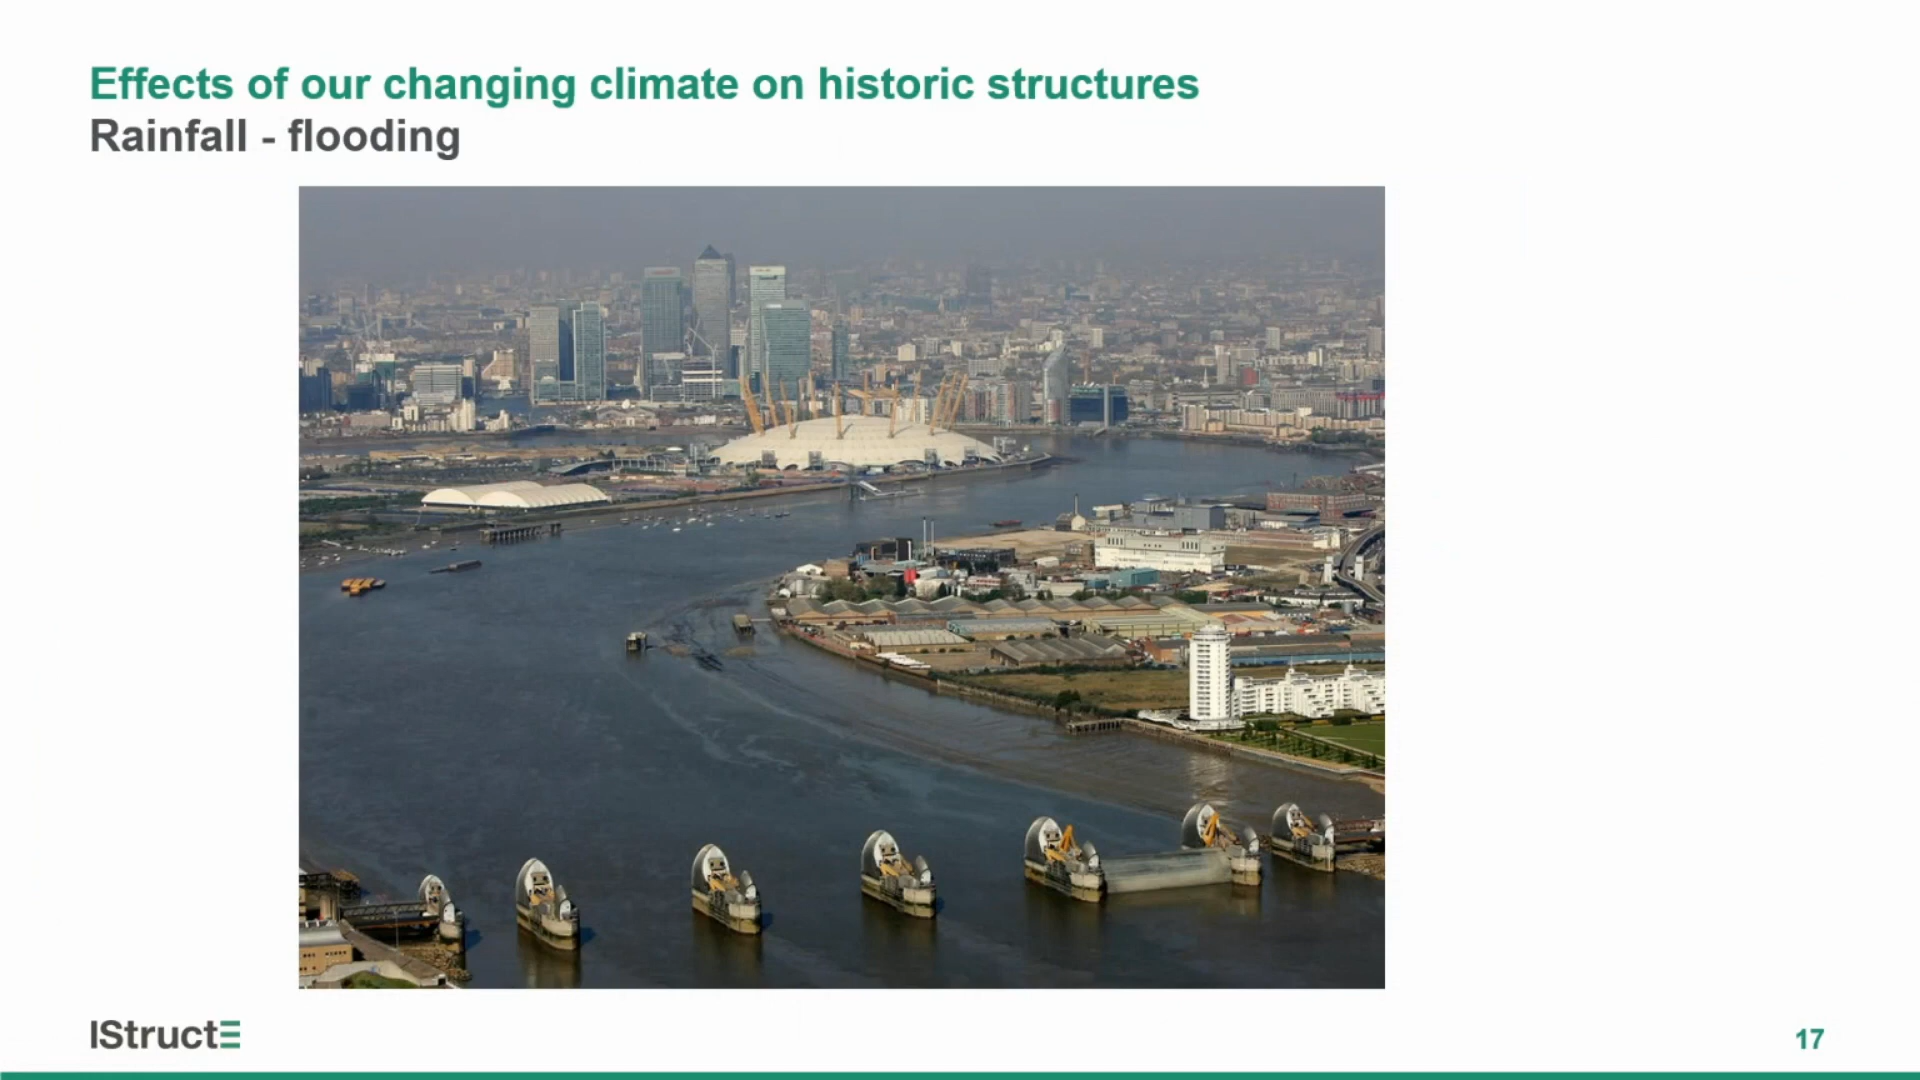 Effects of our changing climate on historic structures
Rainfall - flooding
IStructE
17